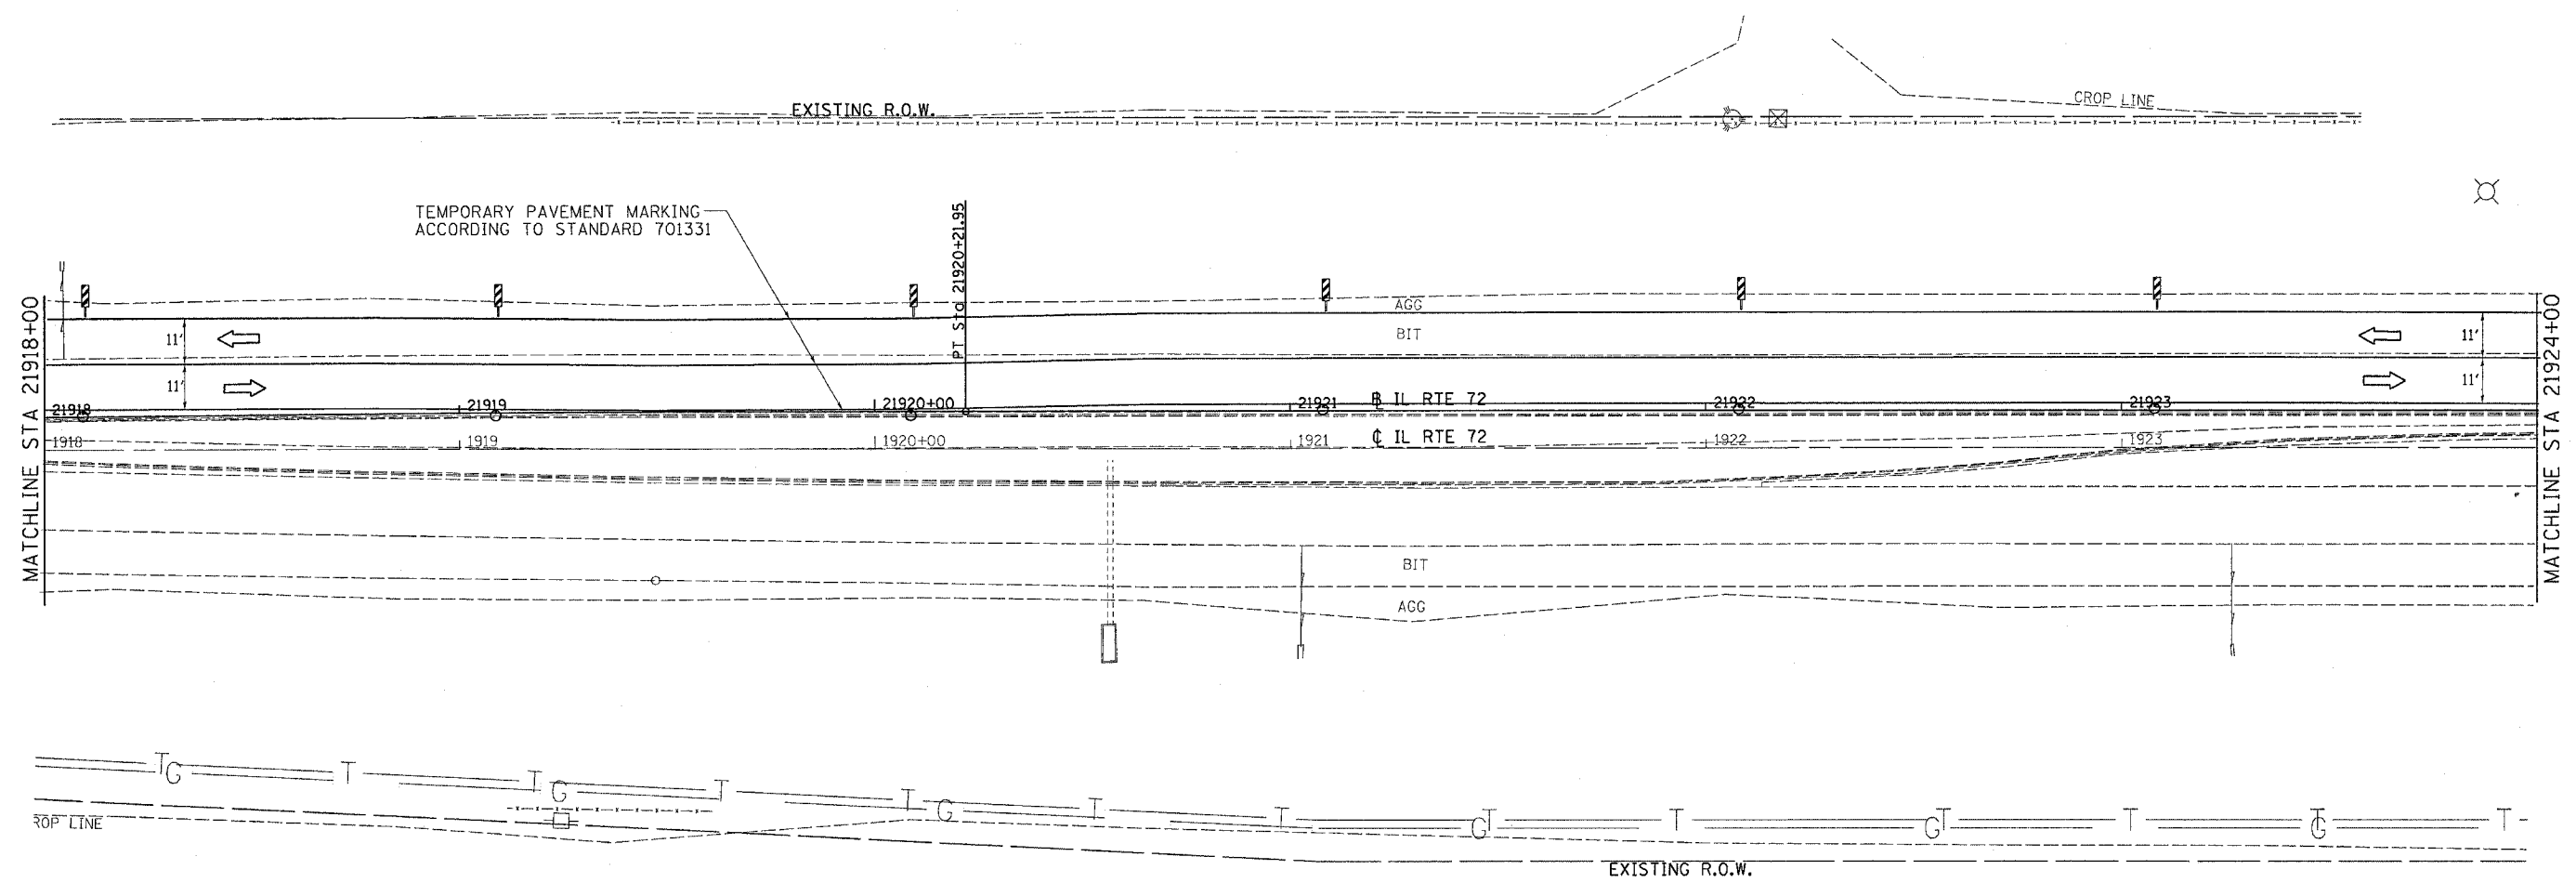 EXISTING R.O.W.
CROP LINE
TEMPORARY PAVEMENT MARKING
ACCORDING TO STANDARD 701331
PT Sta 21920+21.95
MATCHLINE STA 21918+00
MATCHLINE STA 21924+00
AGG
11'
BIT
11'
11'
11'
21918
21919
21920+00
21921
B IL RTE 72
21922
21923
1918
1919
1920+00
1921
℄ IL RTE 72
1922
1923
BIT
AGG
T
G
T
T
G
T
T
G
T
T
G
T
T
G
T
T
G
T
T
ROP LINE
EXISTING R.O.W.